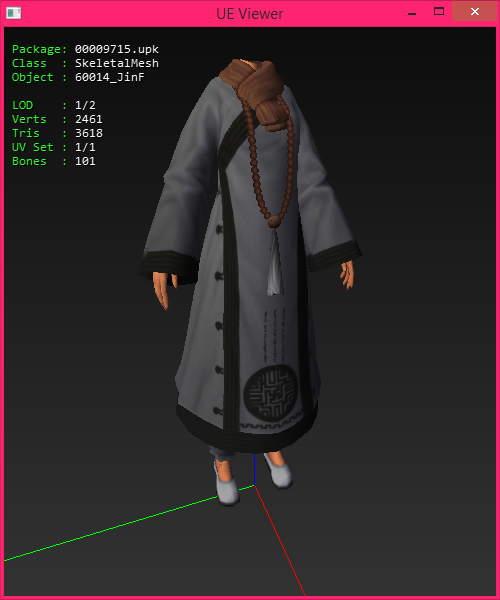 UE Viewer
Package: 00009715.upk
Class : SkeletalMesh
Object : 60014_JinF
LOD : 1/2
Verts : 2461
Tris : 3618
UV Set : 1/1
Bones : 101